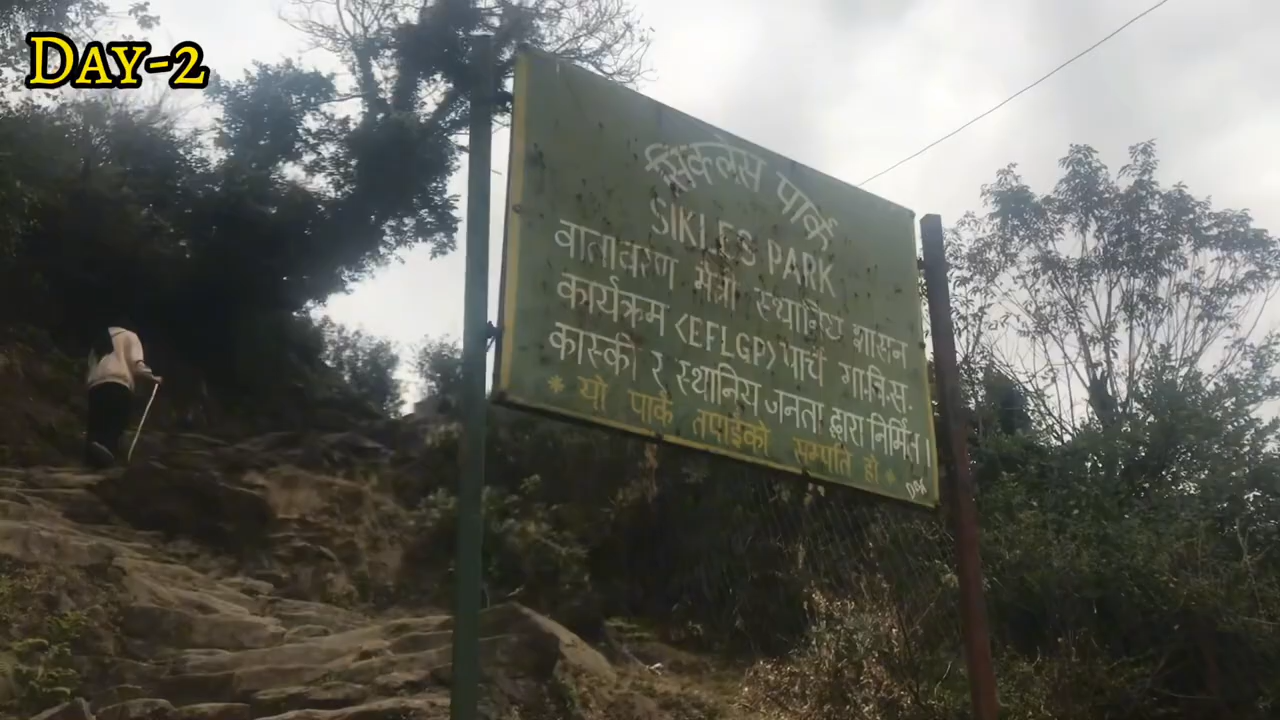 DAY-2
सिक्लेस पार्क
SIKLES PARK
वातावरण मैत्री स्थानिय शासन
कार्यक्रम (EFLGP) पार्चे गा.वि.स.
कास्की र स्थानिय जनता द्वारा निर्मित।
* यो पार्क तपाईको सम्पति हो *